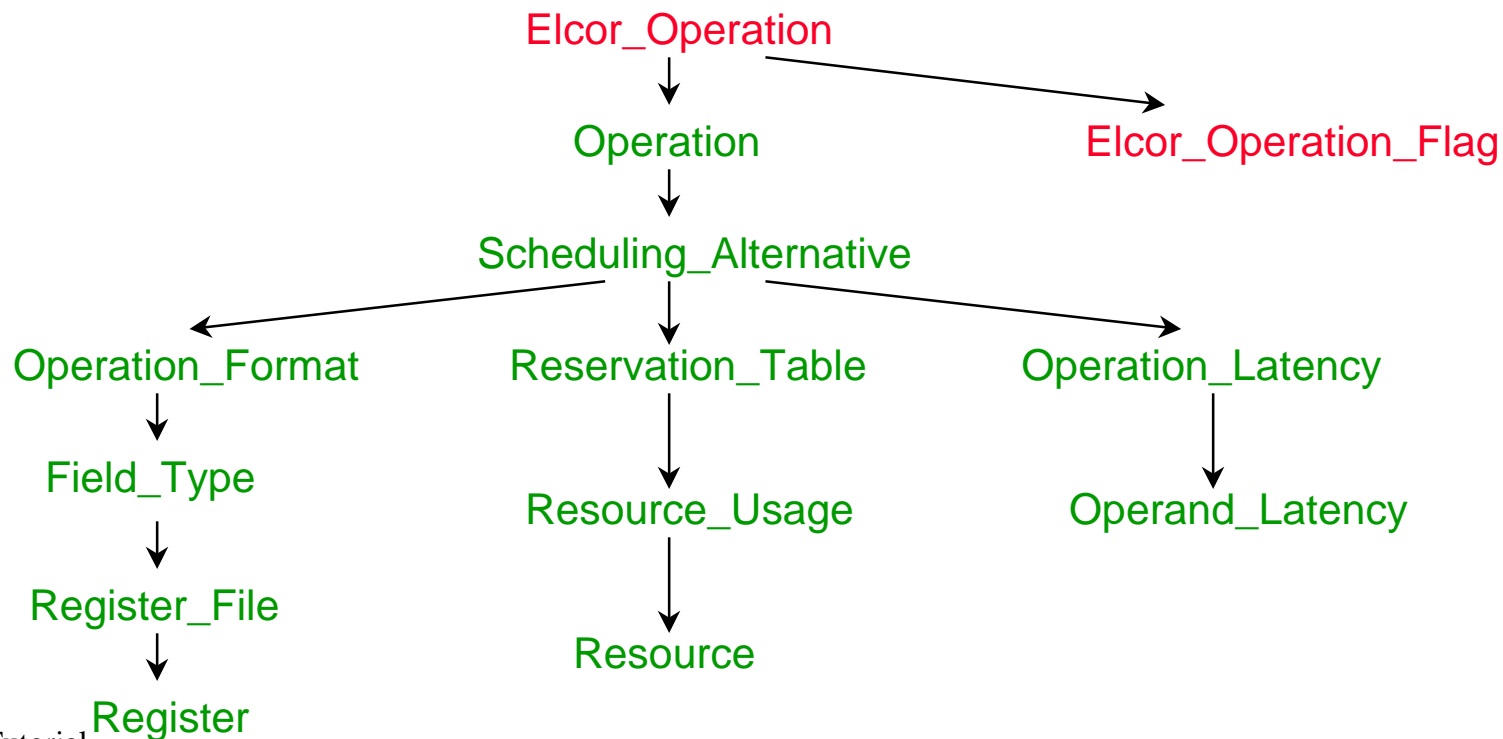 Elcor_Operation
Operation
Elcor_Operation_Flag
Scheduling_Alternative
Operation_Format
Reservation_Table
Operation_Latency
Field_Type
Resource_Usage
Operand_Latency
Register_File
Resource
Register